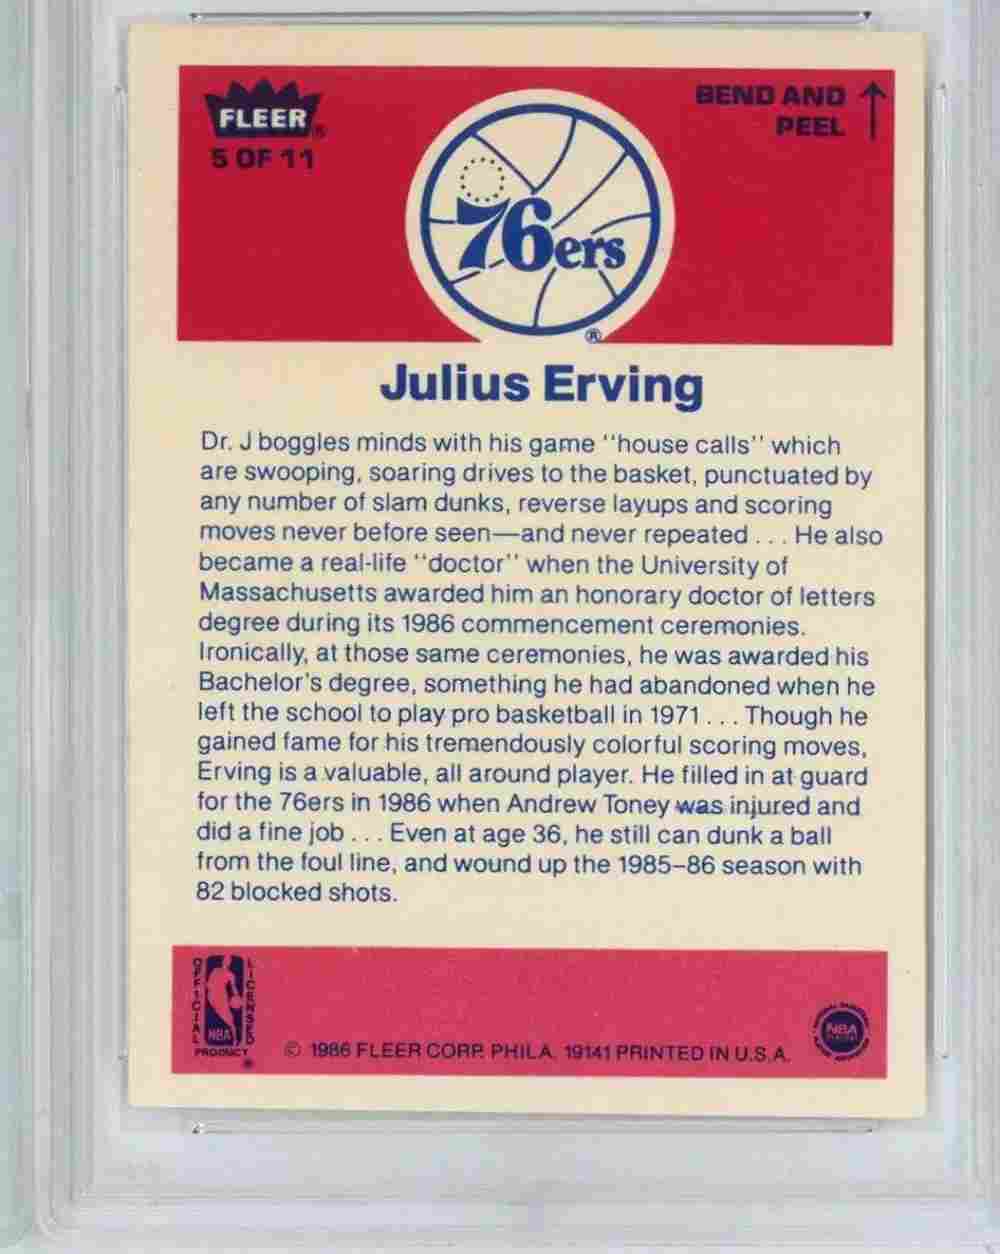 FLEER®
5 OF 11
BEND AND
PEEL
76ers
®
Julius Erving
Dr. J boggles minds with his game "house calls" which
are swooping, soaring drives to the basket, punctuated by
any number of slam dunks, reverse layups and scoring
moves never before seen—and never repeated . . . He also
became a real-life "doctor" when the University of
Massachusetts awarded him an honorary doctor of letters
degree during its 1986 commencement ceremonies.
Ironically, at those same ceremonies, he was awarded his
Bachelor's degree, something he had abandoned when he
left the school to play pro basketball in 1971 . . . Though he
gained fame for his tremendously colorful scoring moves,
Erving is a valuable, all around player. He filled in at guard
for the 76ers in 1986 when Andrew Toney was injured and
did a fine job . . . Even at age 36, he still can dunk a ball
from the foul line, and wound up the 1985–86 season with
82 blocked shots.
OFFICIAL
LICENSED
NBA
PRODUCT
®
© 1986 FLEER CORP. PHILA. 19141 PRINTED IN U.S.A.
NBA